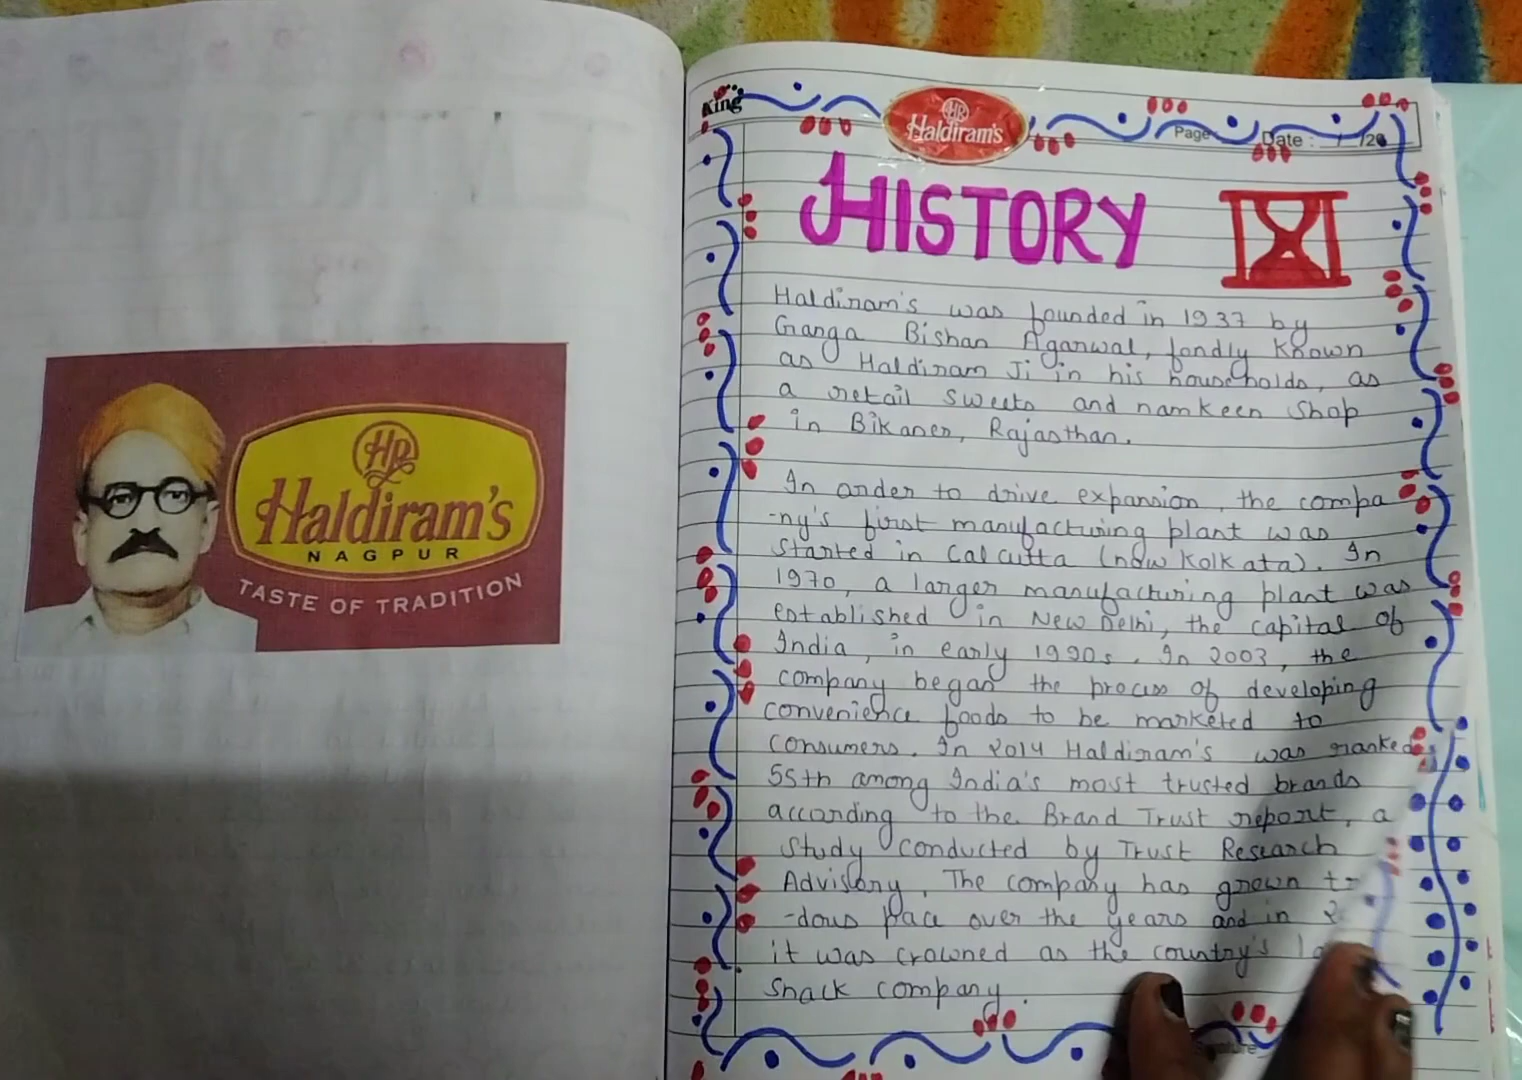 HR
Haldiram's
NAGPUR
TASTE OF TRADITION
King
HR
Haldiram's
Page
Date : / /20
HISTORY
Haldiram's was founded in 1937 by
Ganga Bishan Agarwal, fondly known
as Haldiram Ji in his households, as
a retail sweets and namkeen shop
in Bikaner, Rajasthan.
In order to drive expansion, the compa
-ny's first manufacturing plant was
started in Calcutta (now Kolkata). In
1970, a larger manufacturing plant was
established in New Delhi, the capital of
India, in early 1990s. In 2003, the
company began the process of developing
convenience foods to be marketed to
consumers. In 2014 Haldiram's was ranked
55th among India's most trusted brands
according to the Brand Trust report, a
study conducted by Trust Research
Advisory. The company has grown
-dous pace over the years and in
it was crowned as the country's
snack company.